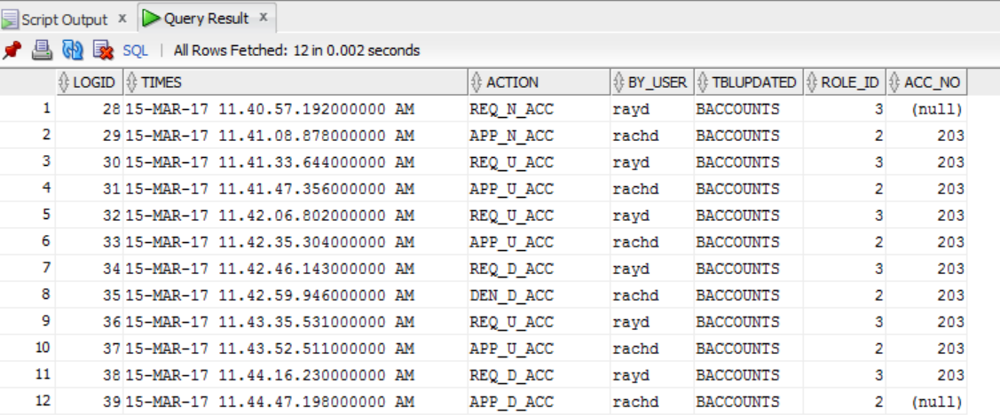 Script Output x Query Result x
SQL | All Rows Fetched: 12 in 0.002 seconds
LOGID TIMES ACTION BY_USER TBLUPDATED ROLE_ID ACC_NO
1 28 15-MAR-17 11.40.57.192000000 AM REQ_N_ACC rayd BACCOUNTS 3 (null)
2 29 15-MAR-17 11.41.08.878000000 AM APP_N_ACC rachd BACCOUNTS 2 203
3 30 15-MAR-17 11.41.33.644000000 AM REQ_U_ACC rayd BACCOUNTS 3 203
4 31 15-MAR-17 11.41.47.356000000 AM APP_U_ACC rachd BACCOUNTS 2 203
5 32 15-MAR-17 11.42.06.802000000 AM REQ_U_ACC rayd BACCOUNTS 3 203
6 33 15-MAR-17 11.42.35.304000000 AM APP_U_ACC rachd BACCOUNTS 2 203
7 34 15-MAR-17 11.42.46.143000000 AM REQ_D_ACC rayd BACCOUNTS 3 203
8 35 15-MAR-17 11.42.59.946000000 AM DEN_D_ACC rachd BACCOUNTS 2 203
9 36 15-MAR-17 11.43.35.531000000 AM REQ_U_ACC rayd BACCOUNTS 3 203
10 37 15-MAR-17 11.43.52.511000000 AM APP_U_ACC rachd BACCOUNTS 2 203
11 38 15-MAR-17 11.44.16.230000000 AM REQ_D_ACC rayd BACCOUNTS 3 203
12 39 15-MAR-17 11.44.47.198000000 AM APP_D_ACC rachd BACCOUNTS 2 (null)